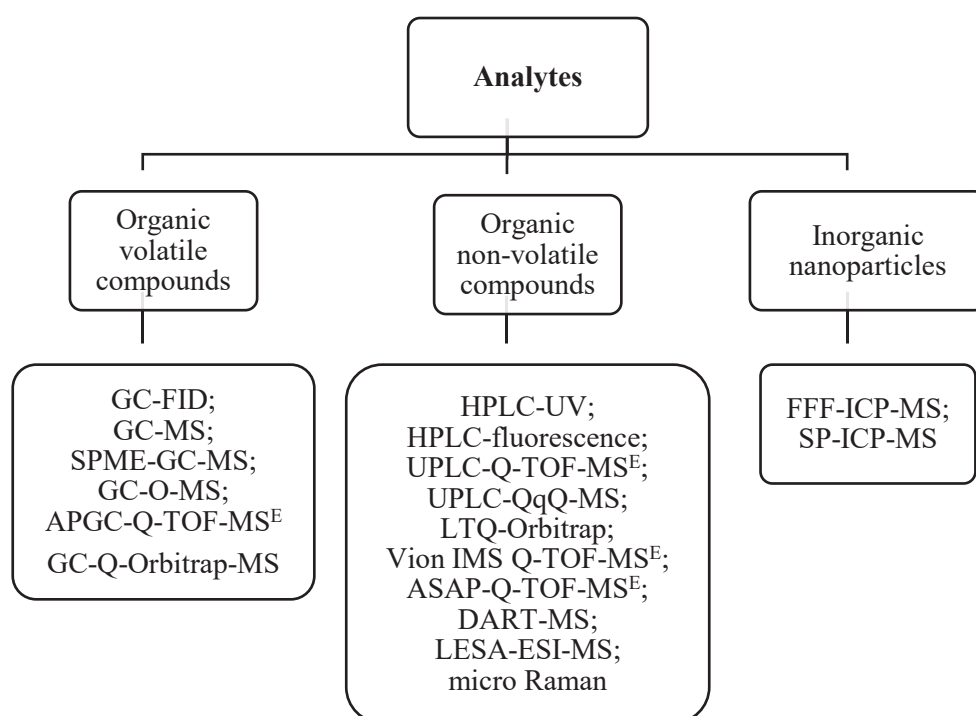 Analytes
Organic
volatile
compounds
Organic
non-volatile
compounds
Inorganic
nanoparticles
GC-FID;
GC-MS;
SPME-GC-MS;
GC-O-MS;
APGC-Q-TOF-MSᴱ
GC-Q-Orbitrap-MS
HPLC-UV;
HPLC-fluorescence;
UPLC-Q-TOF-MSᴱ;
UPLC-QqQ-MS;
LTQ-Orbitrap;
Vion IMS Q-TOF-MSᴱ;
ASAP-Q-TOF-MSᴱ;
DART-MS;
LESA-ESI-MS;
micro Raman
FFF-ICP-MS;
SP-ICP-MS